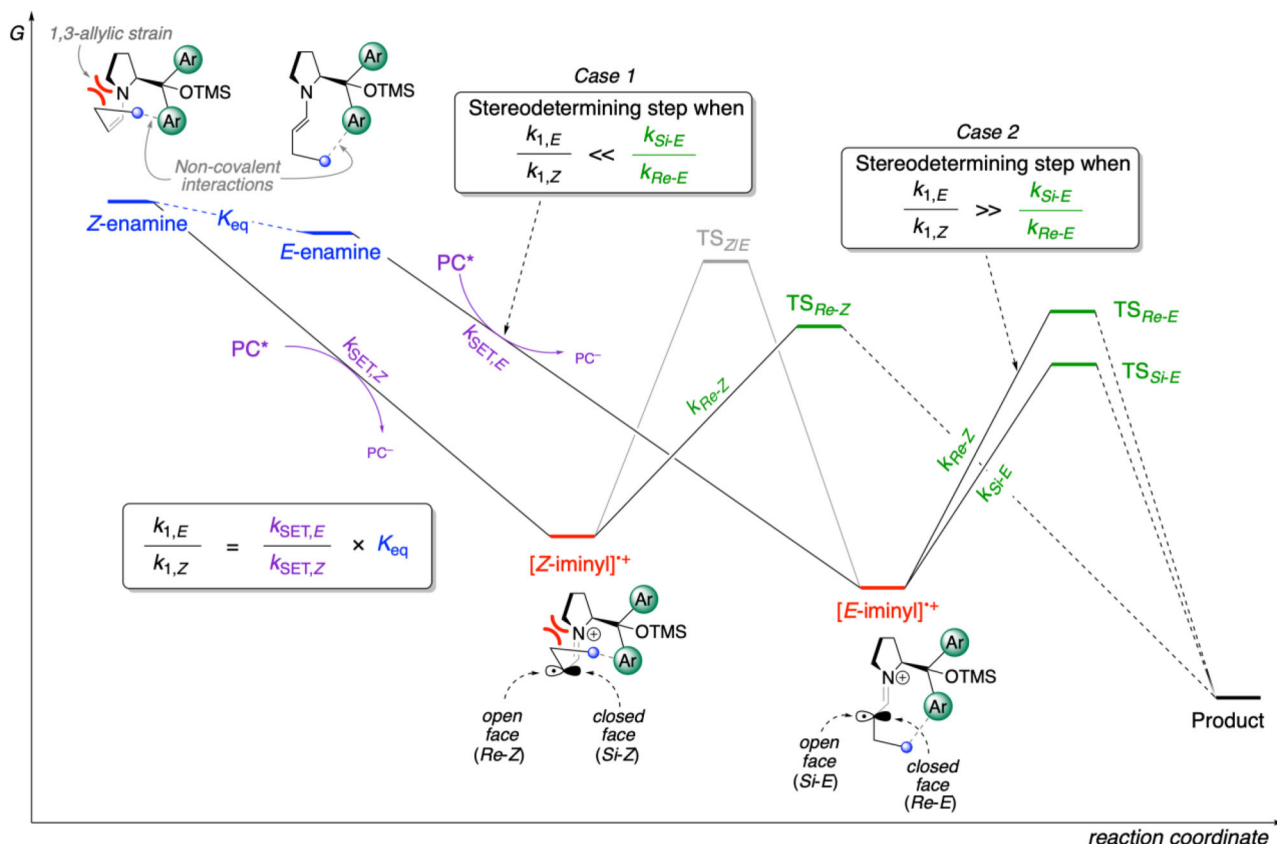 G
1,3-allylic strain
Ar
N
OTMS
Ar
Ar
N
OTMS
Ar
Non-covalent
interactions
Case 1
Stereodetermining step when
k1,E / k1,Z << kSi-E / kRe-E
Case 2
Stereodetermining step when
k1,E / k1,Z >> kSi-E / kRe-E
Z-enamine
Keq
E-enamine
PC*
kSET,E
PC–
PC*
kSET,Z
PC–
TSZ/E
TSRe-Z
kRe-Z
TSRe-E
TSSi-E
kRe-Z
kSi-E
k1,E / k1,Z = kSET,E / kSET,Z × Keq
[Z-iminyl]•+
Ar
N
+
OTMS
Ar
open
face
(Re-Z)
closed
face
(Si-Z)
[E-iminyl]•+
Ar
N
+
OTMS
Ar
open
face
(Si-E)
closed
face
(Re-E)
Product
reaction coordinate